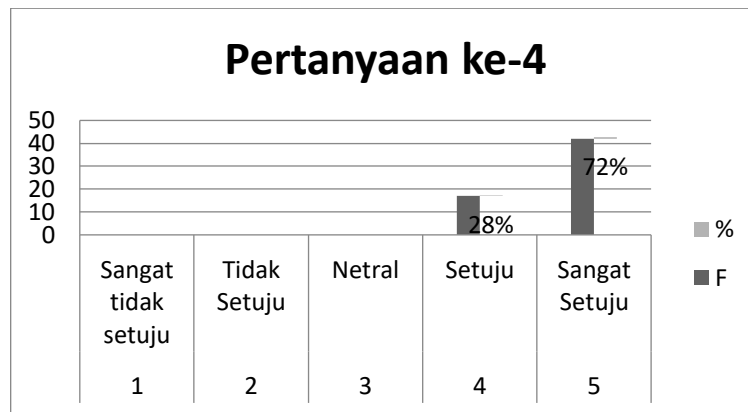 Pertanyaan ke-4
50
40
30
20
10
0
28%
72%
Sangat tidak setuju
Tidak Setuju
Netral
Setuju
Sangat Setuju
1
2
3
4
5
%
F